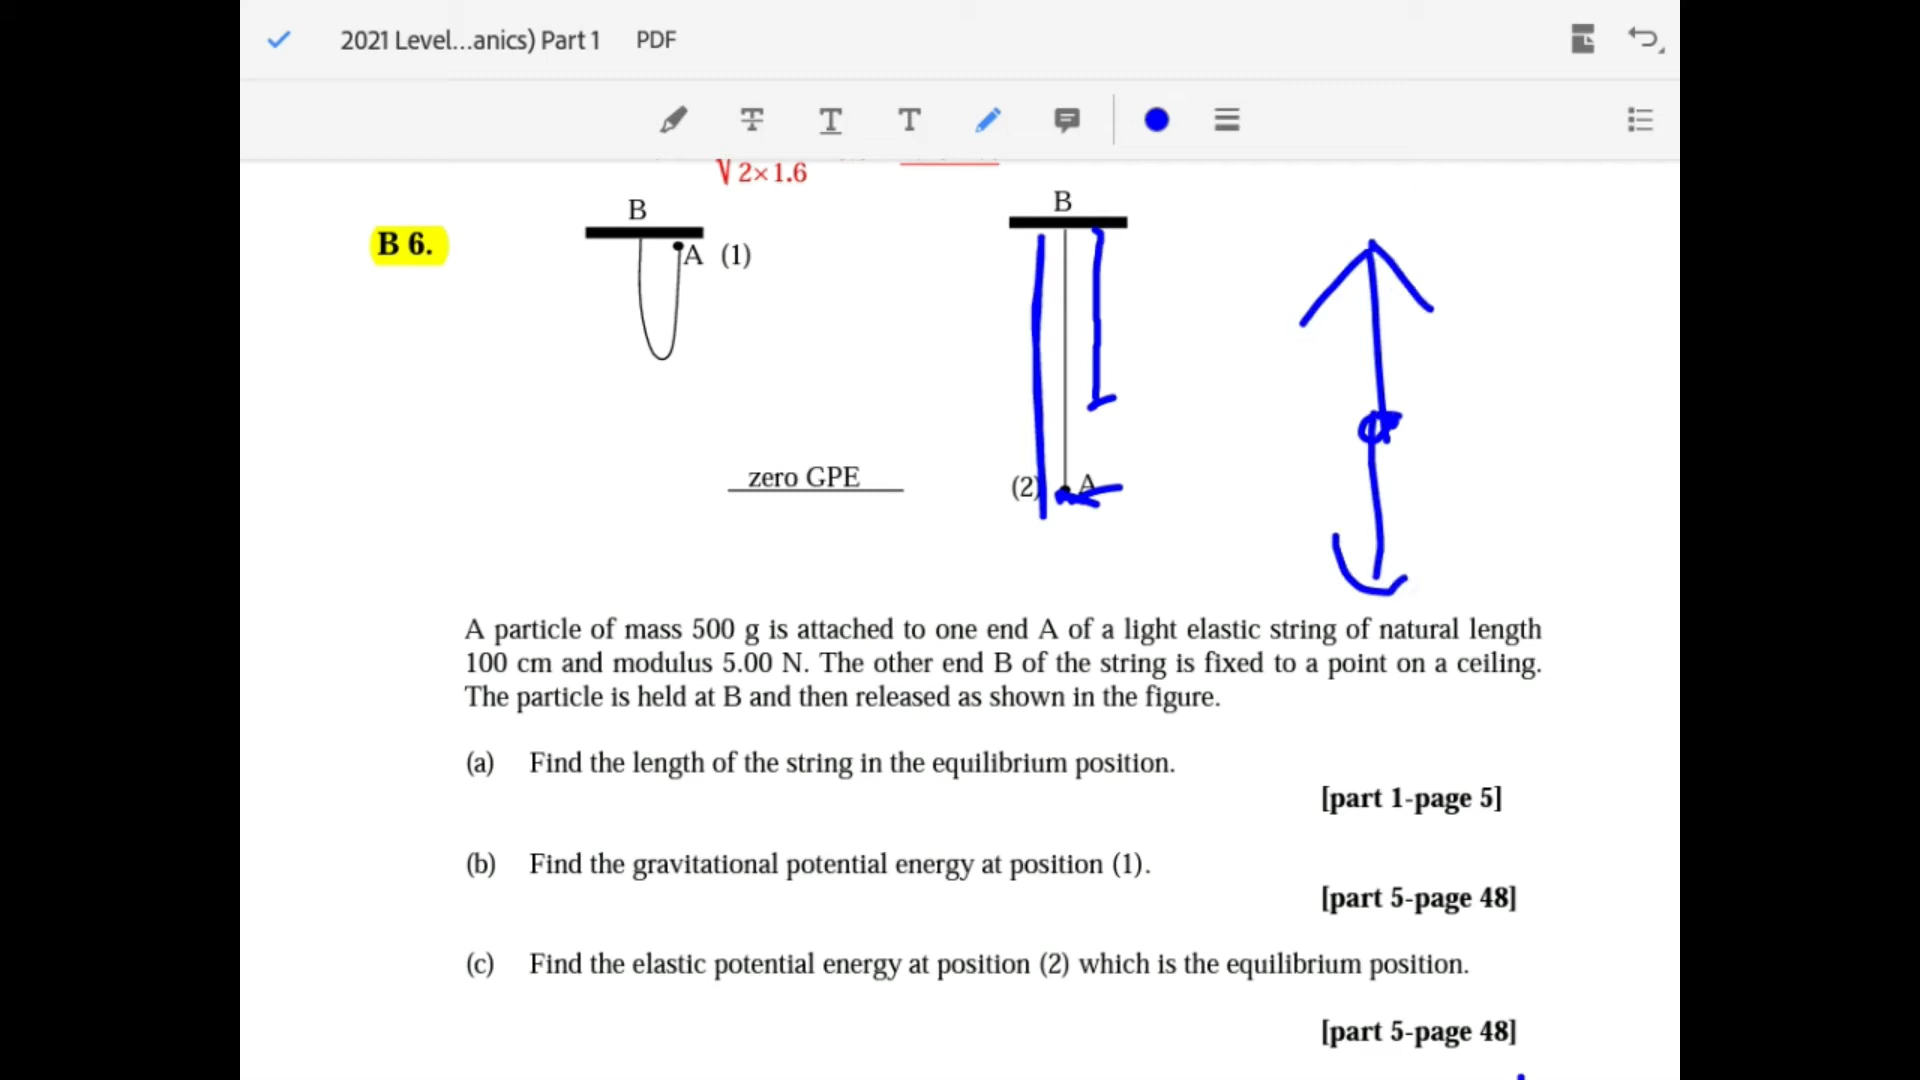 2021 Level...anics) Part 1 PDF
√2×1.6
B
B
B 6.
A (1)
zero GPE
(2) A
A particle of mass 500 g is attached to one end A of a light elastic string of natural length
100 cm and modulus 5.00 N. The other end B of the string is fixed to a point on a ceiling.
The particle is held at B and then released as shown in the figure.
(a) Find the length of the string in the equilibrium position.
[part 1-page 5]
(b) Find the gravitational potential energy at position (1).
[part 5-page 48]
(c) Find the elastic potential energy at position (2) which is the equilibrium position.
[part 5-page 48]